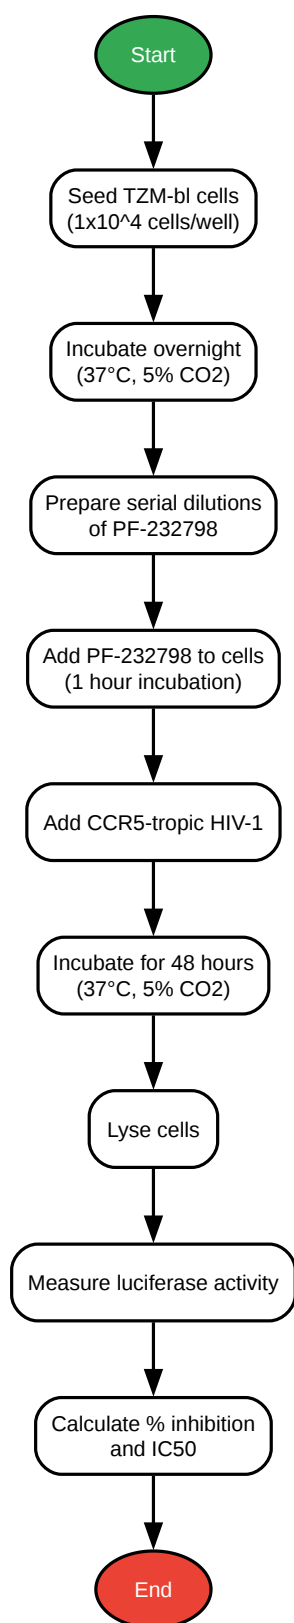 Start
Seed TZM-bl cells
(1x10^4 cells/well)
Incubate overnight
(37°C, 5% CO2)
Prepare serial dilutions
of PF-232798
Add PF-232798 to cells
(1 hour incubation)
Add CCR5-tropic HIV-1
Incubate for 48 hours
(37°C, 5% CO2)
Lyse cells
Measure luciferase activity
Calculate % inhibition
and IC50
End